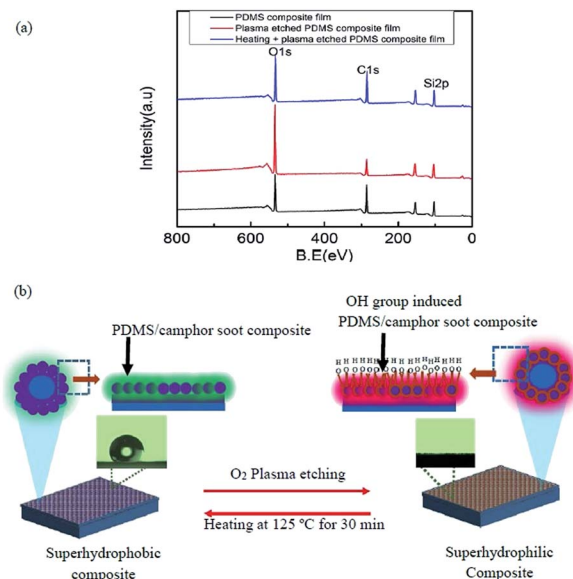 (a)
PDMS composite film
Plasma etched PDMS composite film
Heating + plasma etched PDMS composite film
O1s
C1s
Si2p
Intensity(a.u)
800 600 400 200 0
B.E(eV)
(b)
OH group induced
PDMS/camphor soot composite
PDMS/camphor soot composite
O2 Plasma etching
Heating at 125 ºC for 30 min
Superhydrophobic
composite
Superhydrophilic
Composite